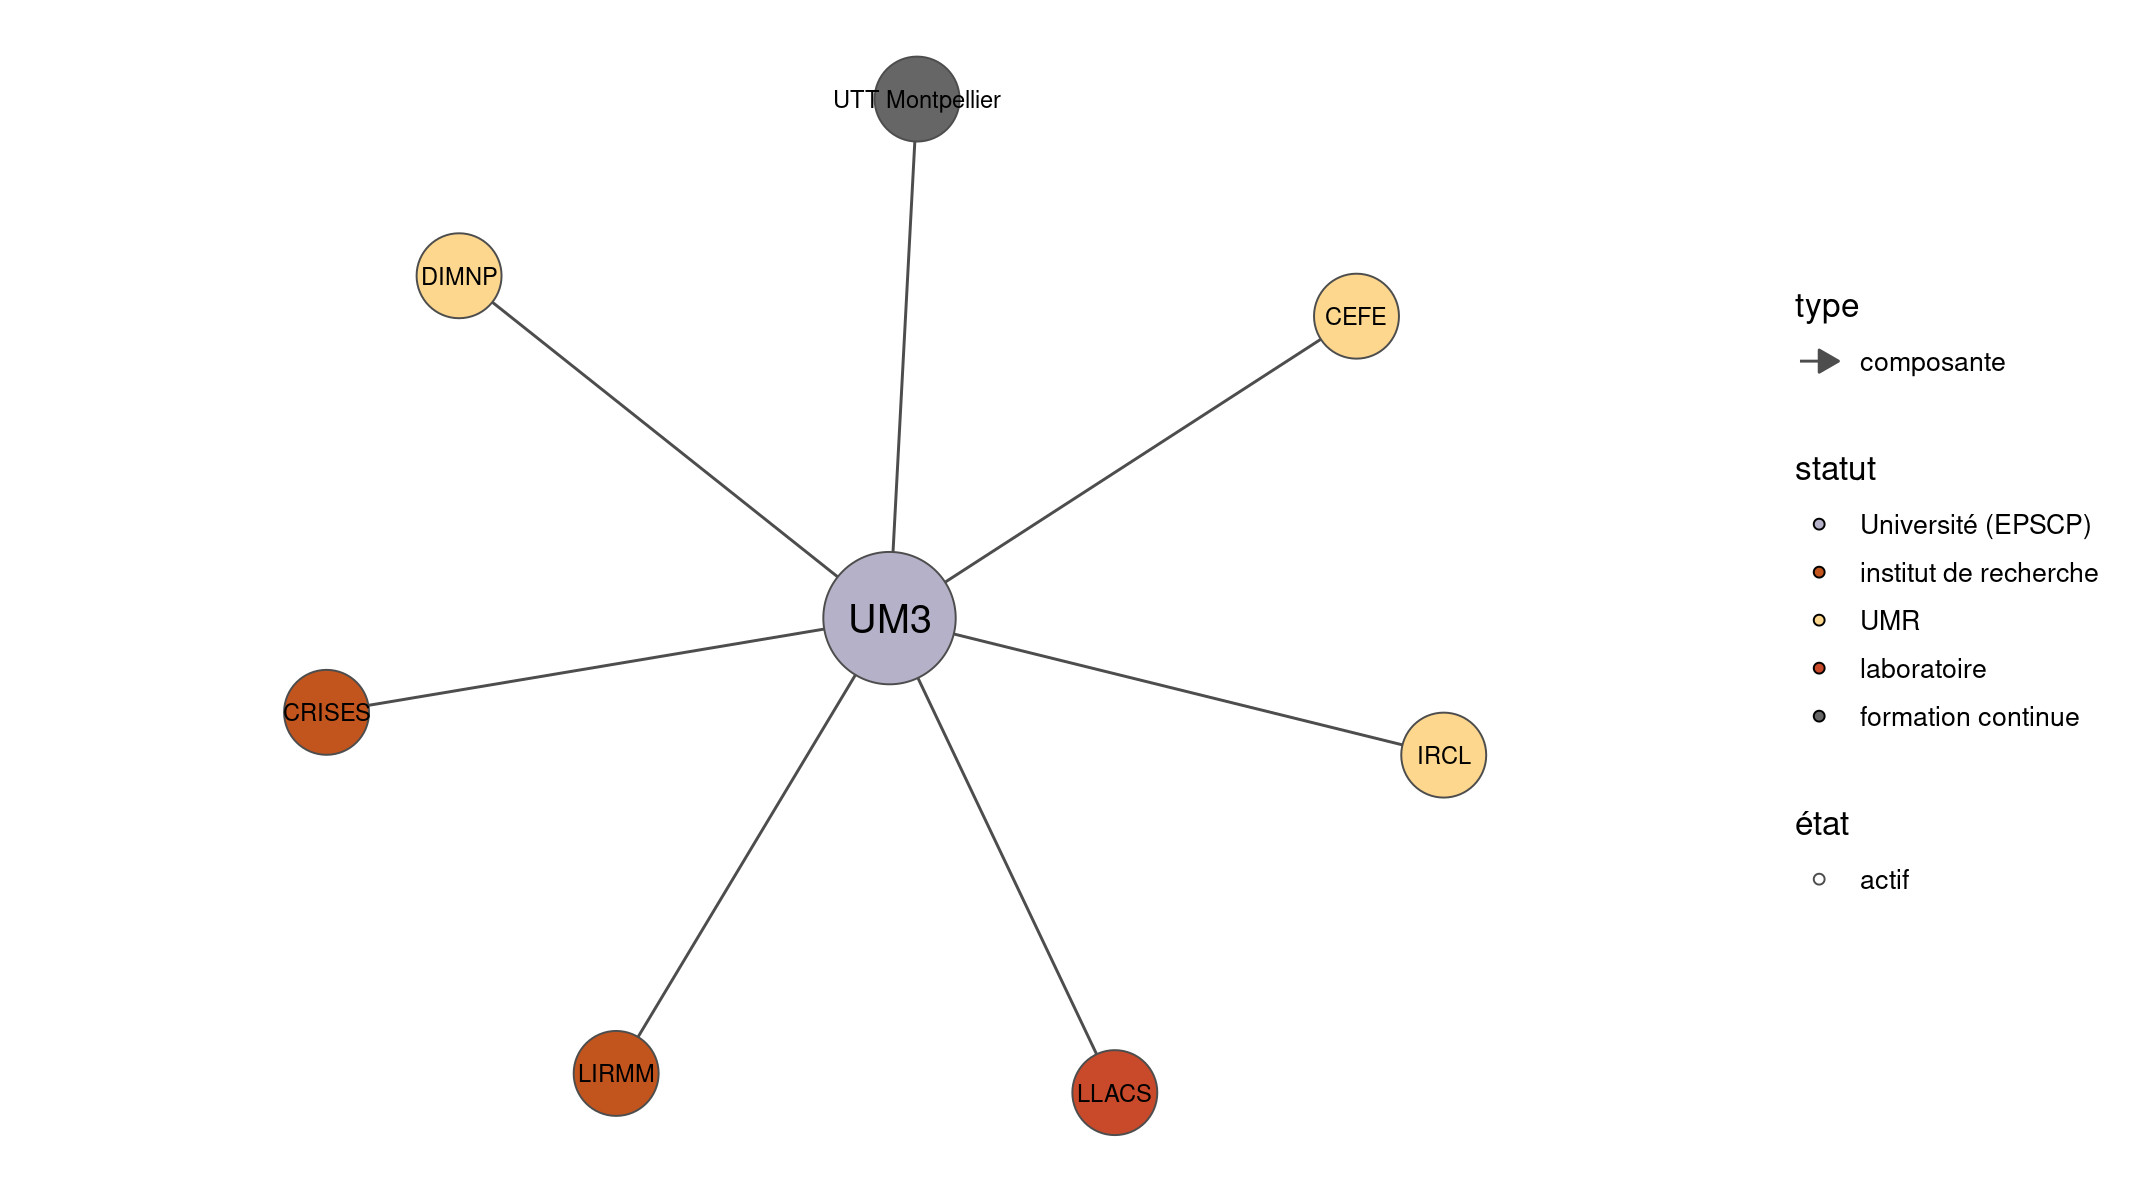 UTT Montpellier
DIMNP
CEFE
UM3
CRISES
IRCL
LIRMM
LLACS
type
composante
statut
Université (EPSCP)
institut de recherche
UMR
laboratoire
formation continue
état
actif